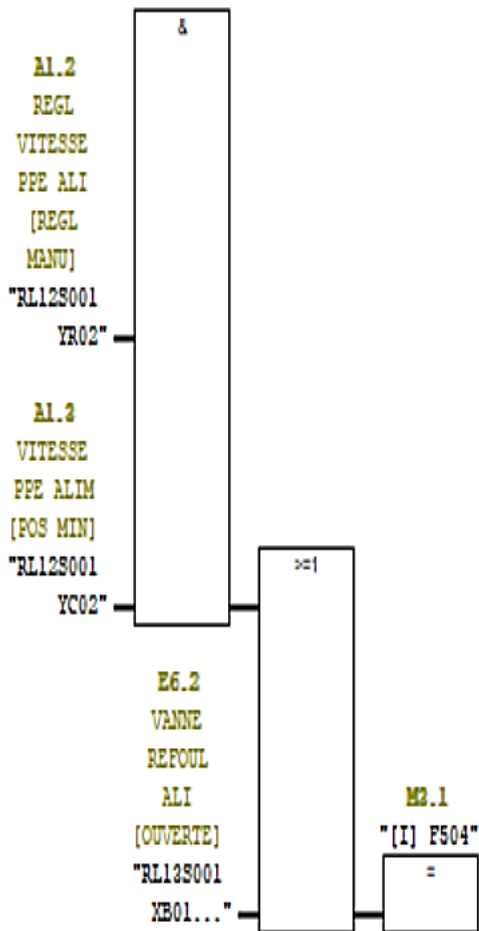 &
A1.2
REGL
VITESSE
PPE ALI
[REGL
MANU]
"RL12S001
YR02"
A1.3
VITESSE
PPE ALIM
[POS MIN]
"RL12S001
YC02"
>=1
E6.2
VANNE
REFOUL
ALI
[OUVERTE]
"RL13S001
XB01..."
M3.1
"[I] F504"
=